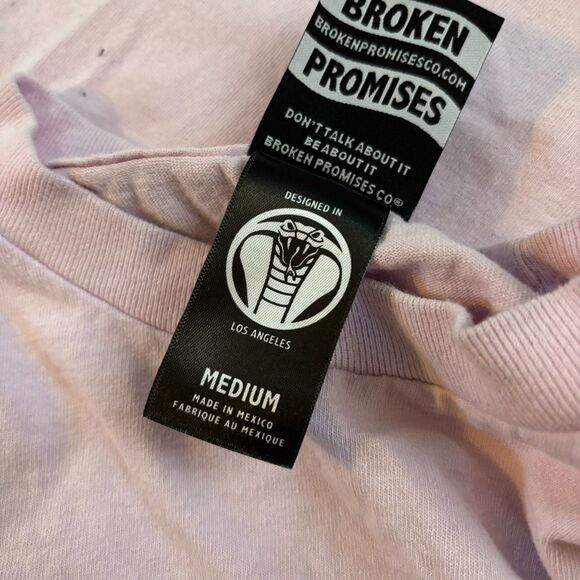 BROKEN
BROKENPROMISESCO.COM
PROMISES
DON'T TALK ABOUT IT
BE ABOUT IT
BROKEN PROMISES CO®
DESIGNED IN
LOS ANGELES
MEDIUM
MADE IN MEXICO
FABRIQUE AU MEXIQUE